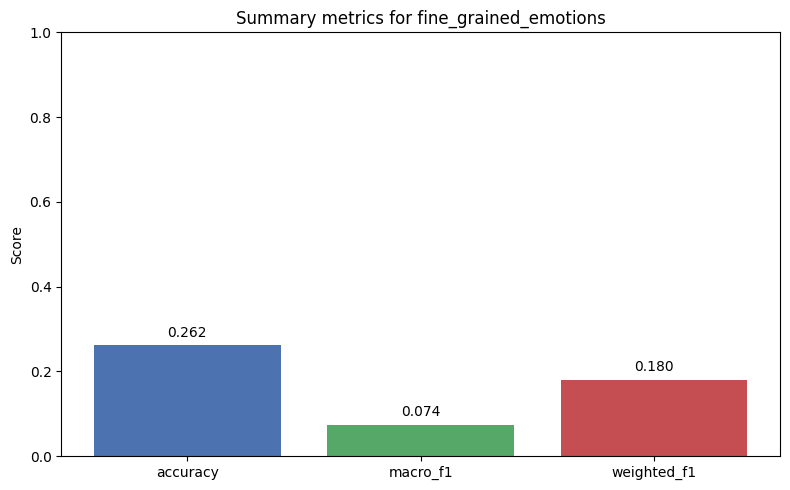 Summary metrics for fine_grained_emotions
1.0
0.8
0.6
0.4
0.2
0.0
Score
0.262
0.074
0.180
accuracy
macro_f1
weighted_f1